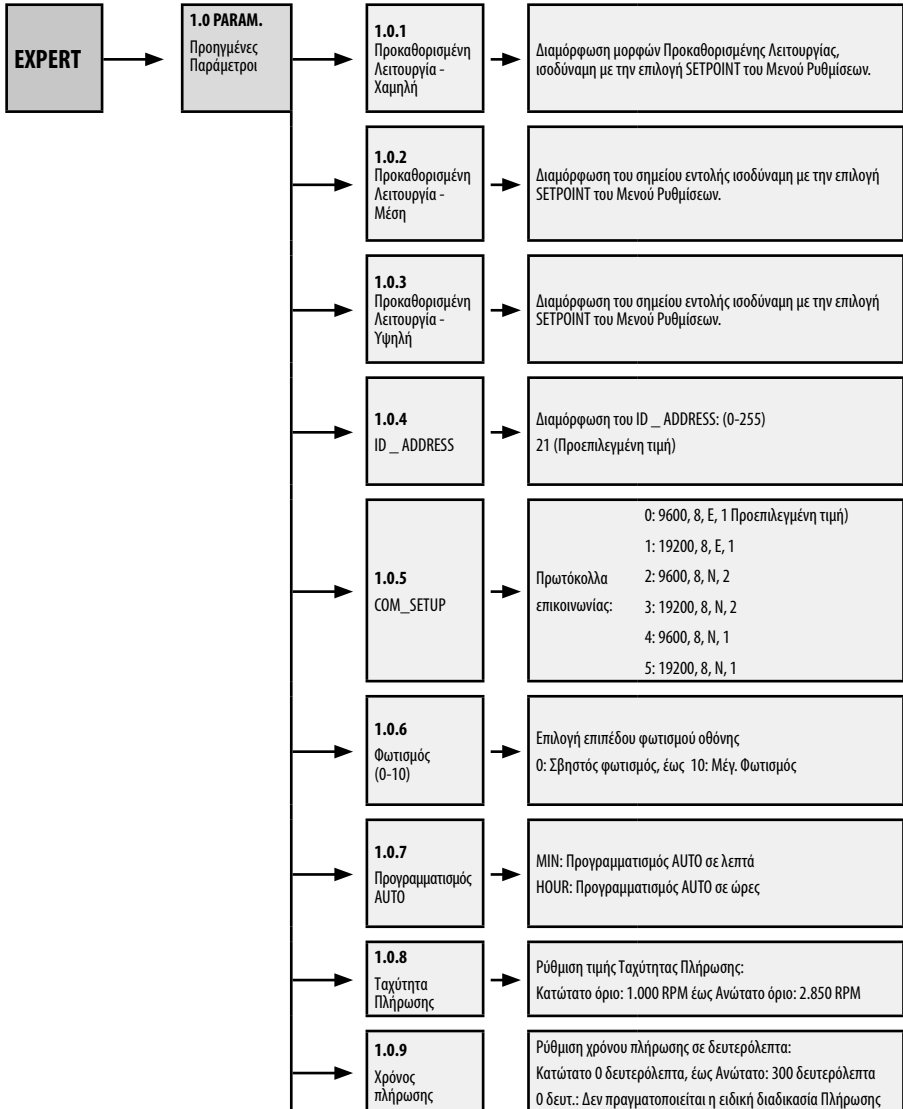 EXPERT
1.0 PARAM.
Προηγμένες
Παράμετροι
1.0.1
Προκαθορισμένη
Λειτουργία -
Χαμηλή
Διαμόρφωση μορφών Προκαθορισμένης Λειτουργίας,
ισοδύναμη με την επιλογή SETPOINT του Μενού Ρυθμίσεων.
1.0.2
Προκαθορισμένη
Λειτουργία -
Μέση
Διαμόρφωση του σημείου εντολής ισοδύναμη με την επιλογή
SETPOINT του Μενού Ρυθμίσεων.
1.0.3
Προκαθορισμένη
Λειτουργία -
Υψηλή
Διαμόρφωση του σημείου εντολής ισοδύναμη με την επιλογή
SETPOINT του Μενού Ρυθμίσεων.
1.0.4
ID _ ADDRESS
Διαμόρφωση του ID _ ADDRESS: (0-255)
21 (Προεπιλεγμένη τιμή)
1.0.5
COM_SETUP
Πρωτόκολλα
επικοινωνίας:
0: 9600, 8, E, 1 Προεπιλεγμένη τιμή)
1: 19200, 8, E, 1
2: 9600, 8, N, 2
3: 19200, 8, N, 2
4: 9600, 8, N, 1
5: 19200, 8, N, 1
1.0.6
Φωτισμός
(0-10)
Επιλογή επιπέδου φωτισμού οθόνης
0: Σβηστός φωτισμός, έως 10: Μέγ. Φωτισμός
1.0.7
Προγραμματισμός
AUTO
MIN: Προγραμματισμός AUTO σε λεπτά
HOUR: Προγραμματισμός AUTO σε ώρες
1.0.8
Ταχύτητα
Πλήρωσης
Ρύθμιση τιμής Ταχύτητας Πλήρωσης:
Κατώτατο όριο: 1.000 RPM έως Ανώτατο όριο: 2.850 RPM
1.0.9
Χρόνος
πλήρωσης
Ρύθμιση χρόνου πλήρωσης σε δευτερόλεπτα:
Κατώτατο 0 δευτερόλεπτα, έως Ανώτατο: 300 δευτερόλεπτα
0 δευτ.: Δεν πραγματοποιείται η ειδική διαδικασία Πλήρωσης